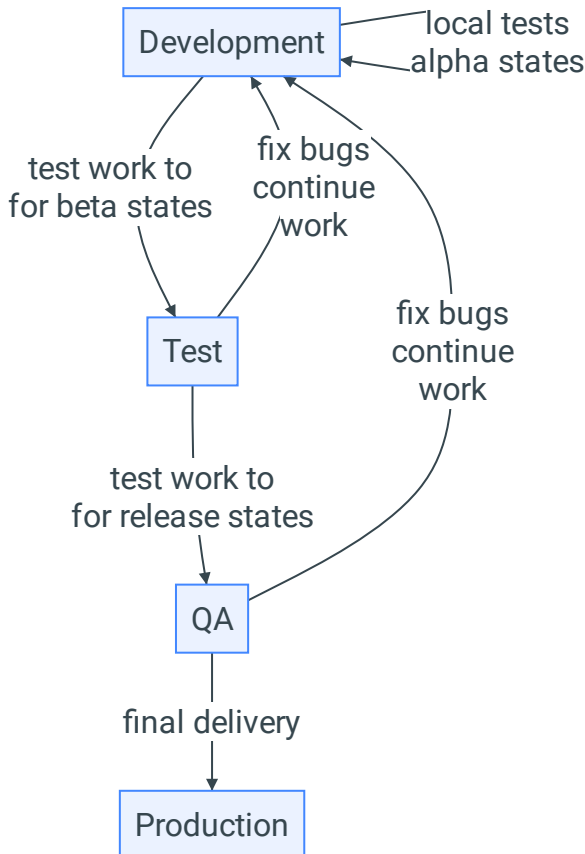 Development
local tests
alpha states
test work to
for beta states
fix bugs
continue
work
Test
fix bugs
continue
work
test work to
for release states
QA
final delivery
Production